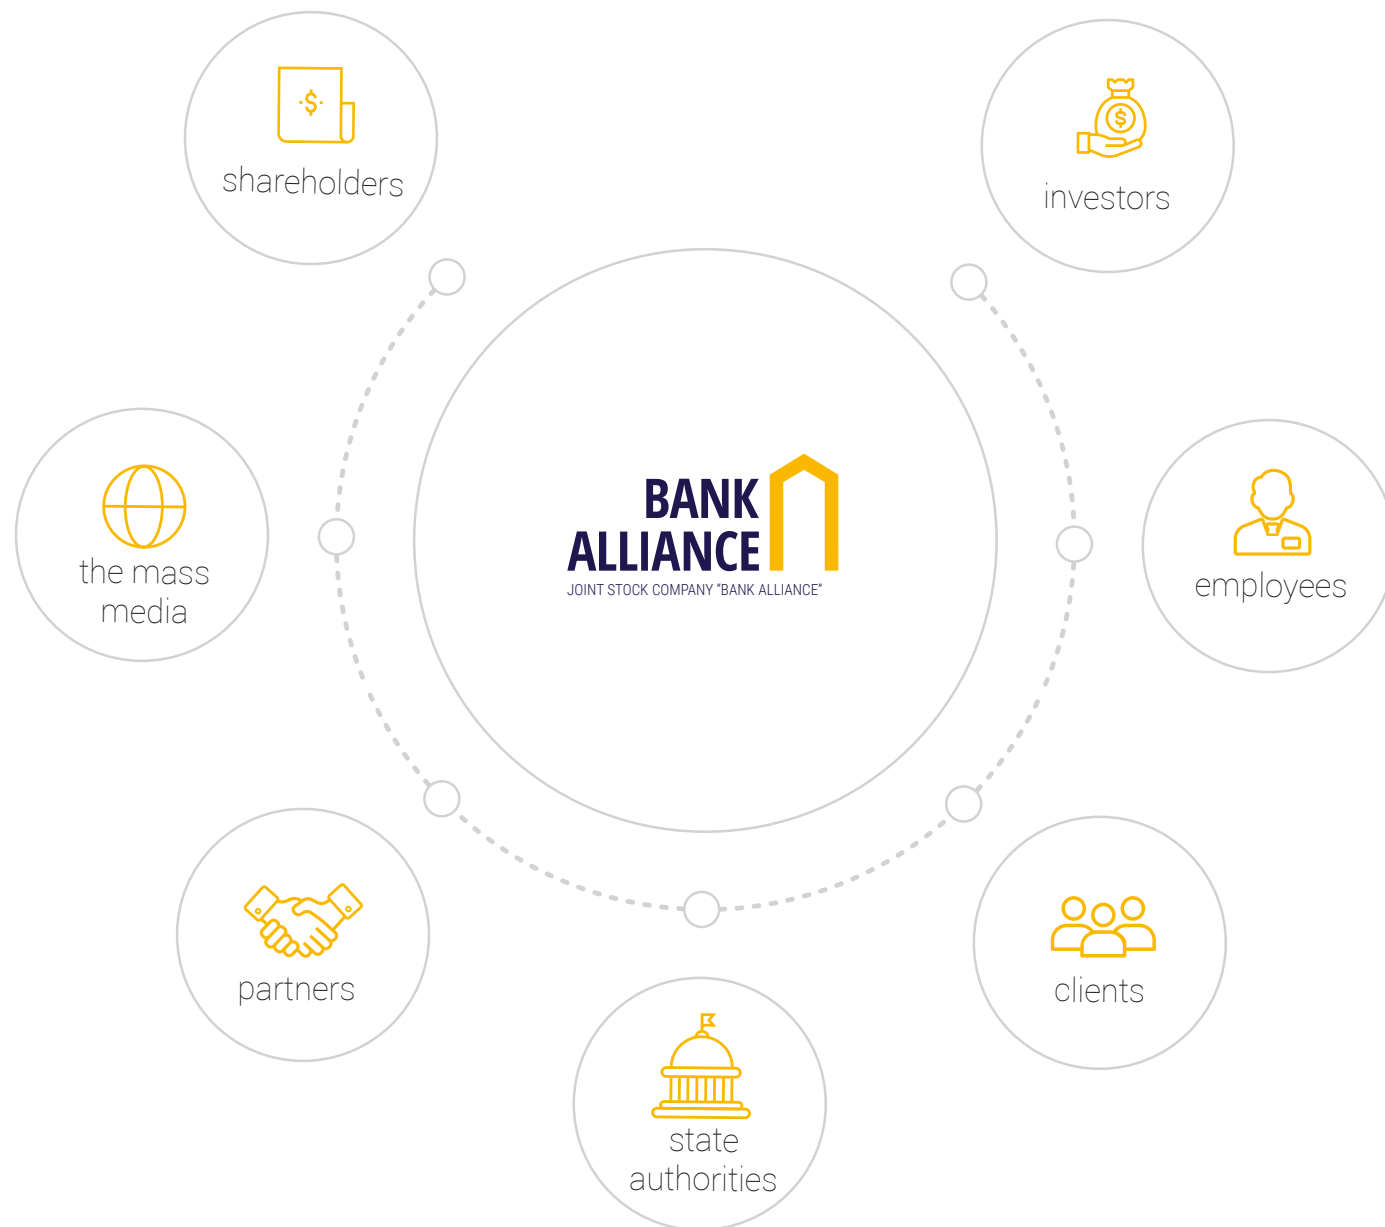 shareholders
investors
BANK
ALLIANCE
JOINT STOCK COMPANY "BANK ALLIANCE"
the mass
media
employees
partners
clients
state
authorities